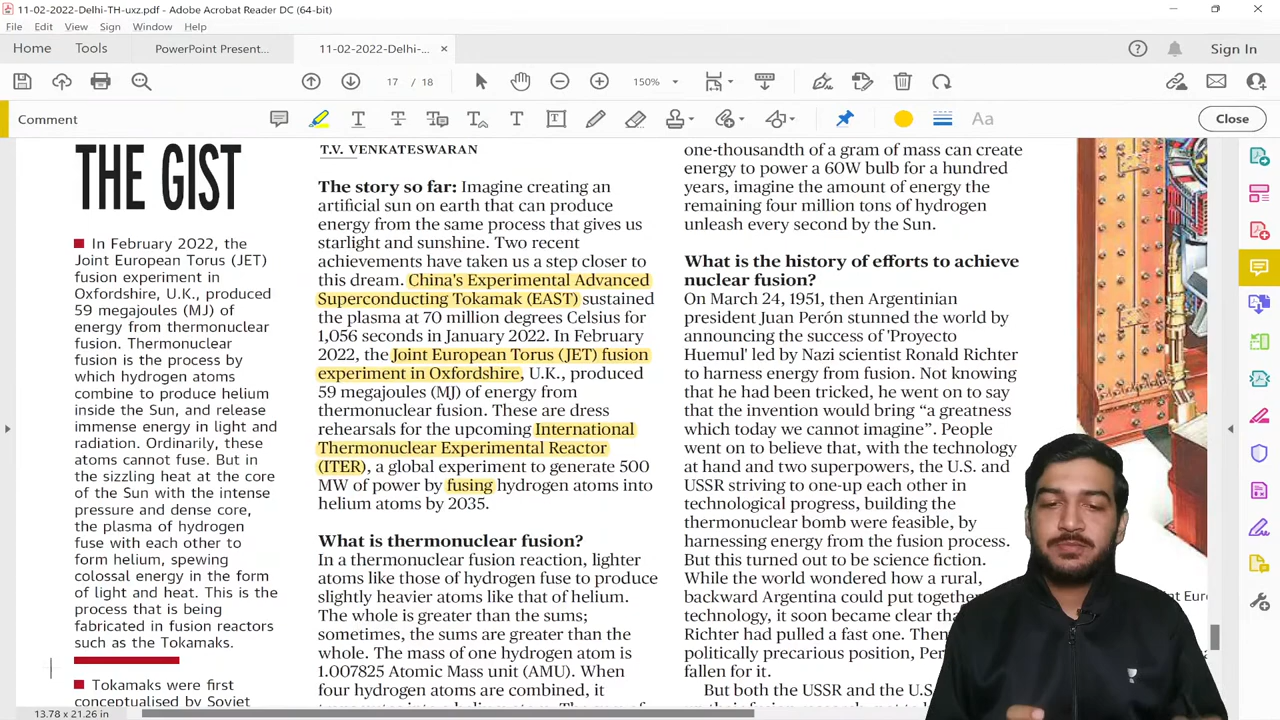 11-02-2022-Delhi-TH-uxz.pdf - Adobe Acrobat Reader DC (64-bit)
File Edit View Sign Window Help
Home Tools PowerPoint Present... 11-02-2022-Delhi-... × Sign In
17 / 18 150%
Comment Close
THE GIST
In February 2022, the
Joint European Torus (JET)
fusion experiment in
Oxfordshire, U.K., produced
59 megajoules (MJ) of
energy from thermonuclear
fusion. Thermonuclear
fusion is the process by
which hydrogen atoms
combine to produce helium
inside the Sun, and release
immense energy in light and
radiation. Ordinarily, these
atoms cannot fuse. But in
the sizzling heat at the core
of the Sun with the intense
pressure and dense core,
the plasma of hydrogen
fuse with each other to
form helium, spewing
colossal energy in the form
of light and heat. This is the
process that is being
fabricated in fusion reactors
such as the Tokamaks.
Tokamaks were first
conceptualised by Soviet
T.V. VENKATESWARAN
The story so far: Imagine creating an
artificial sun on earth that can produce
energy from the same process that gives us
starlight and sunshine. Two recent
achievements have taken us a step closer to
this dream. China's Experimental Advanced
Superconducting Tokamak (EAST) sustained
the plasma at 70 million degrees Celsius for
1,056 seconds in January 2022. In February
2022, the Joint European Torus (JET) fusion
experiment in Oxfordshire, U.K., produced
59 megajoules (MJ) of energy from
thermonuclear fusion. These are dress
rehearsals for the upcoming International
Thermonuclear Experimental Reactor
(ITER), a global experiment to generate 500
MW of power by fusing hydrogen atoms into
helium atoms by 2035.
What is thermonuclear fusion?
In a thermonuclear fusion reaction, lighter
atoms like those of hydrogen fuse to produce
slightly heavier atoms like that of helium.
The whole is greater than the sums;
sometimes, the sums are greater than the
whole. The mass of one hydrogen atom is
1.007825 Atomic Mass unit (AMU). When
four hydrogen atoms are combined, it
one-thousandth of a gram of mass can create
energy to power a 60W bulb for a hundred
years, imagine the amount of energy the
remaining four million tons of hydrogen
unleash every second by the Sun.
What is the history of efforts to achieve
nuclear fusion?
On March 24, 1951, then Argentinian
president Juan Perón stunned the world by
announcing the success of 'Proyecto
Huemul' led by Nazi scientist Ronald Richter
to harness energy from fusion. Not knowing
that he had been tricked, he went on to say
that the invention would bring “a greatness
which today we cannot imagine”. People
went on to believe that, with the technology
at hand and two superpowers, the U.S. and
USSR striving to one-up each other in
technological progress, building the
thermonuclear bomb were feasible, by
harnessing energy from the fusion process.
But this turned out to be science fiction.
While the world wondered how a rural,
backward Argentina could put together
technology, it soon became clear
Richter had pulled a fast one.
politically precarious position,
fallen for it.
But both the USSR and the U.S
13.78 x 21.26 in